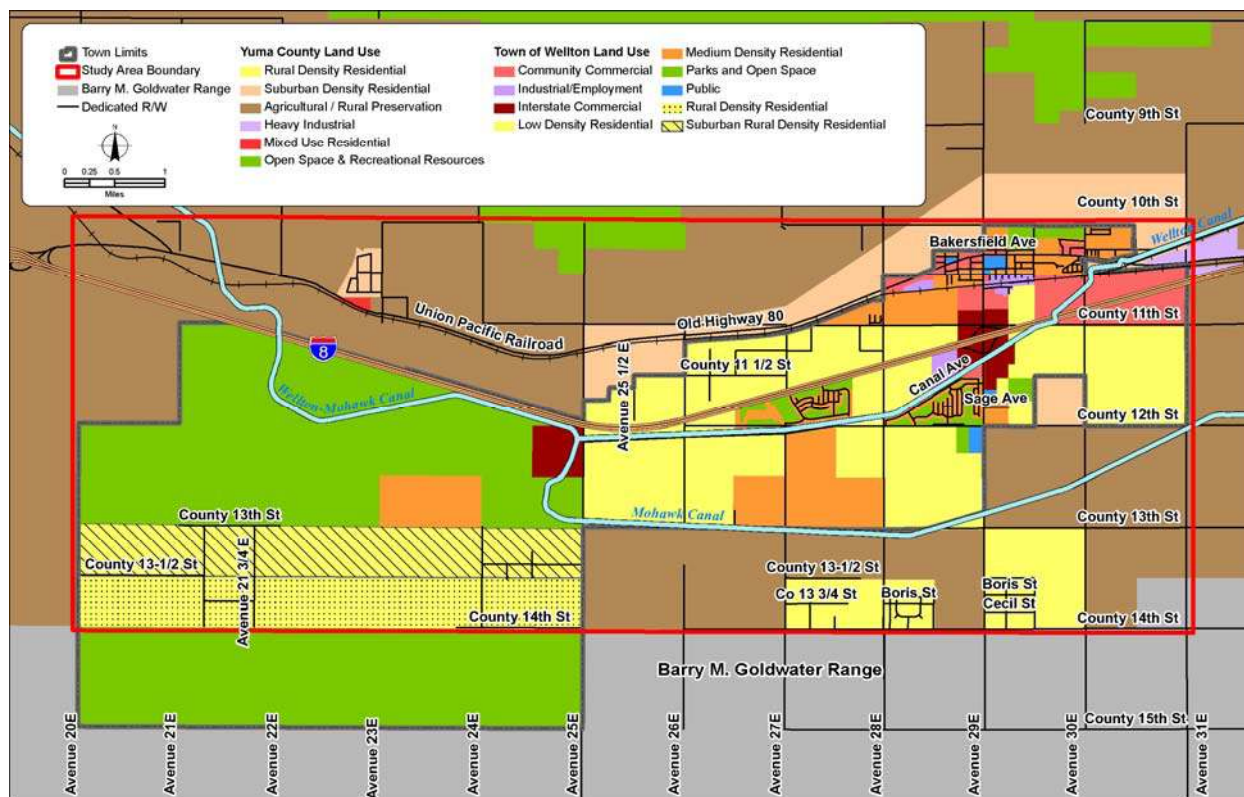 Town Limits
Study Area Boundary
Barry M. Goldwater Range
Dedicated R/W
N
0 0.25 0.5 1
Miles
Yuma County Land Use
Rural Density Residential
Suburban Density Residential
Agricultural / Rural Preservation
Heavy Industrial
Mixed Use Residential
Open Space & Recreational Resources
Town of Wellton Land Use
Community Commercial
Industrial/Employment
Interstate Commercial
Low Density Residential
Medium Density Residential
Parks and Open Space
Public
Rural Density Residential
Suburban Rural Density Residential
County 9th St
County 10th St
Wellton Canal
Bakersfield Ave
Union Pacific Railroad
Old Highway 80
County 11th St
8
County 11 1/2 St
Avenue 25 1/2 E
Canal Ave
Sage Ave
Wellton-Mohawk Canal
County 12th St
Mohawk Canal
County 13th St
County 13th St
County 13-1/2 St
Avenue 21 3/4 E
County 13-1/2 St
Co 13 3/4 St
Boris St
Boris St
Cecil St
County 14th St
County 14th St
Barry M. Goldwater Range
County 15th St
Avenue 20E
Avenue 21E
Avenue 22E
Avenue 23E
Avenue 24E
Avenue 25E
Avenue 26E
Avenue 27E
Avenue 28E
Avenue 29E
Avenue 30E
Avenue 31E